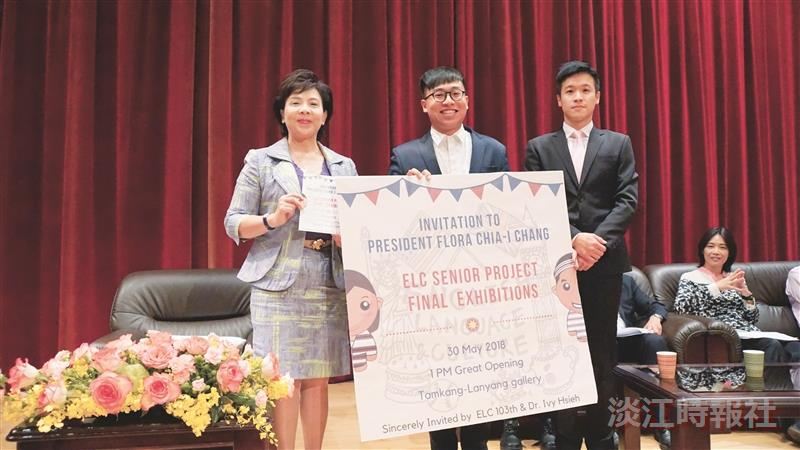 INVITATION TO
PRESIDENT FLORA CHIA-I CHANG
ELC SENIOR PROJECT
FINAL EXHIBITIONS
LANGUAGE
30 May 2018
1 PM Great Opening
Tamkang-Lanyang gallery
Sincerely Invited by ELC 103th & Dr. Ivy Hsieh
淡江時報社